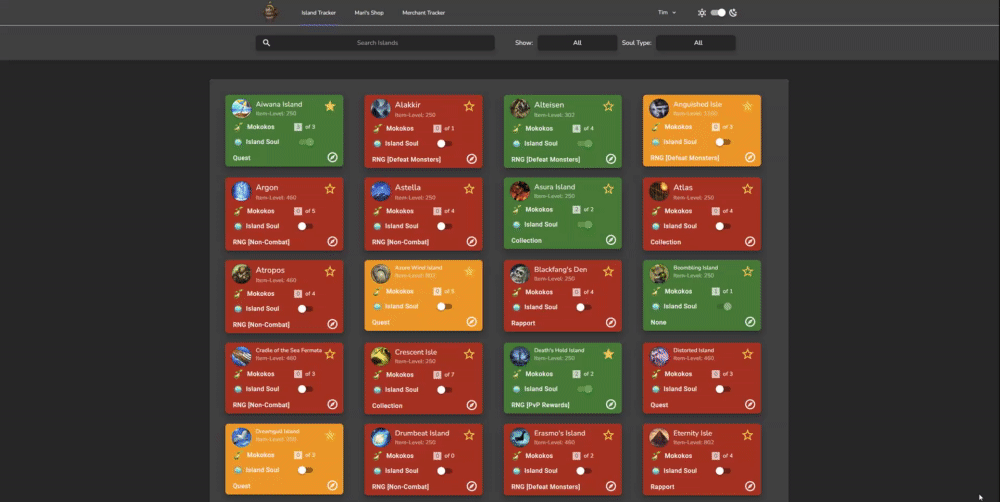 Island Tracker Mari's Shop Merchant Tracker Tim
Search Islands Show: All Soul Type: All
Aiwana Island
Item-Level: 250
Mokokos 3 of 3
Island Soul
Quest
Alakkir
Item-Level: 250
Mokokos 0 of 1
Island Soul
RNG [Defeat Monsters]
Alteisen
Item-Level: 302
Mokokos 4 of 4
Island Soul
RNG [Defeat Monsters]
Anguished Isle
Item-Level:
Mokokos 0 of 3
Island Soul
RNG [Defeat Monsters]
Argon
Item-Level: 460
Mokokos 0 of 5
Island Soul
RNG [Non-Combat]
Astella
Item-Level: 250
Mokokos 0 of 4
Island Soul
RNG [Non-Combat]
Asura Island
Item-Level: 250
Mokokos 2 of 2
Island Soul
Collection
Atlas
Item-Level: 250
Mokokos 0 of 4
Island Soul
Collection
Atropos
Item-Level: 460
Mokokos 0 of 4
Island Soul
RNG [Non-Combat]
Azure Wind Island
Item-Level:
Mokokos 0 of 5
Island Soul
Quest
Blackfang's Den
Item-Level: 250
Mokokos 0 of 4
Island Soul
Rapport
Boombling Island
Item-Level: 250
Mokokos 1 of 1
Island Soul
None
Cradle of the Sea Fermata
Item-Level: 460
Mokokos 0 of 3
Island Soul
RNG [Non-Combat]
Crescent Isle
Item-Level: 250
Mokokos 0 of 7
Island Soul
Collection
Death's Hold Island
Item-Level: 250
Mokokos 2 of 2
Island Soul
RNG [PvP Rewards]
Distorted Island
Item-Level: 460
Mokokos 0 of 3
Island Soul
Quest
Dreamgull Island
Item-Level:
Mokokos 0 of 3
Island Soul
Quest
Drumbeat Island
Item-Level: 250
Mokokos 0 of 0
Island Soul
RNG [Non-Combat]
Erasmo's Island
Item-Level: 460
Mokokos 0 of 2
Island Soul
RNG [Defeat Monsters]
Eternity Isle
Item-Level:
Mokokos 0 of 4
Island Soul
Rapport